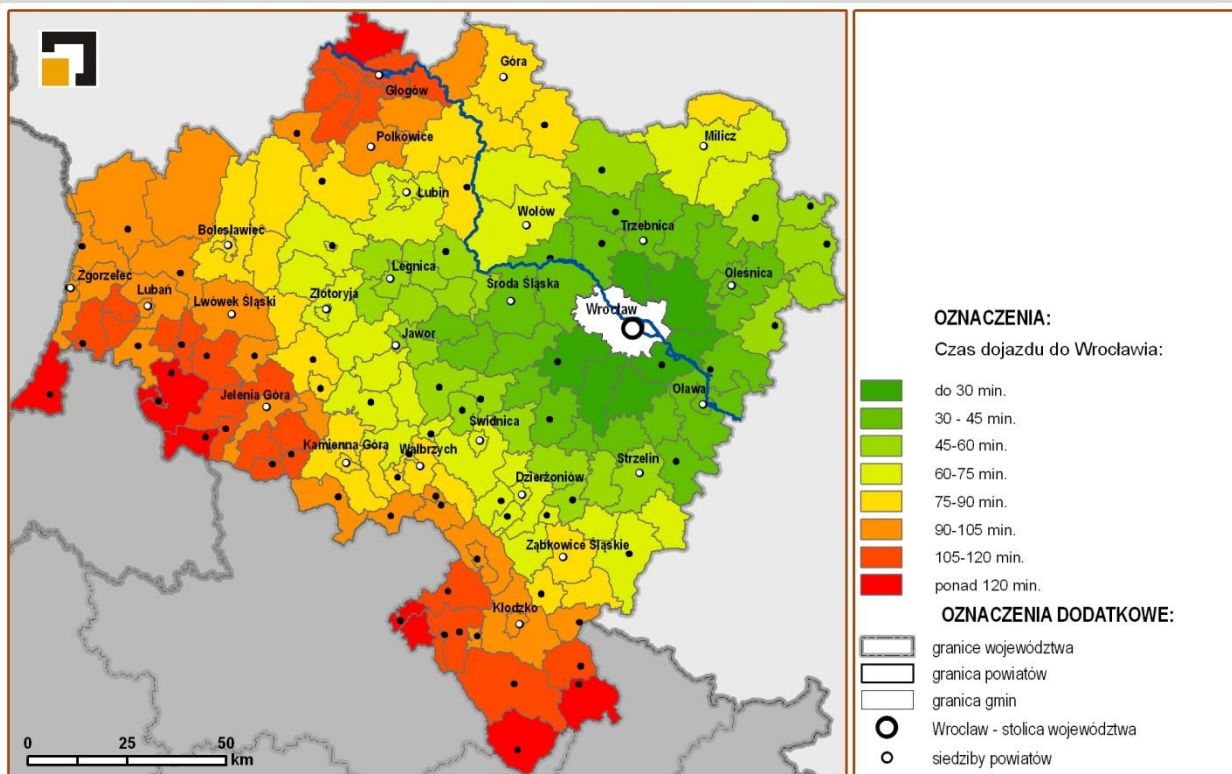 Góra
Głogów
Polkowice
Milicz
Lubin
Wołów
Bolesławiec
Trzebnica
Zgorzelec
Legnica
Oleśnica
Lubań
Lwówek Śląski
Złotoryja
Środa Śląska
Wrocław
Jawor
Jelenia Góra
Oława
Świdnica
Kamienna Góra
Wałbrzych
Strzelin
Dzierżoniów
Ząbkowice Śląskie
Kłodzko
0 25 50
km
OZNACZENIA:
Czas dojazdu do Wrocławia:
do 30 min.
30 - 45 min.
45-60 min.
60-75 min.
75-90 min.
90-105 min.
105-120 min.
ponad 120 min.
OZNACZENIA DODATKOWE:
granice województwa
granica powiatów
granica gmin
Wrocław - stolica województwa
siedziby powiatów